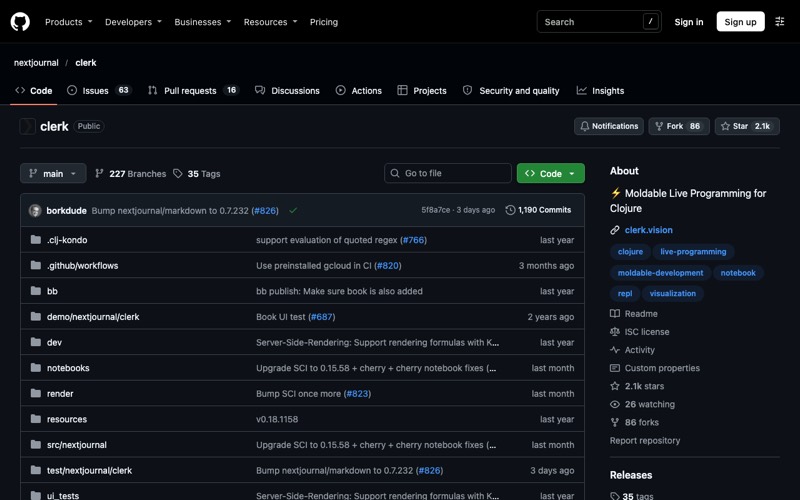 Products Developers Businesses Resources Pricing Search / Sign in Sign up
nextjournal / clerk
Code Issues 63 Pull requests 16 Discussions Actions Projects Security and quality Insights
clerk Public Notifications Fork 86 Star 2.1k
main 227 Branches 35 Tags Go to file Code
borkdude Bump nextjournal/markdown to 0.7.232 (#826) 5f8a7ce · 3 days ago 1,190 Commits
.clj-kondo support evaluation of quoted regex (#766) last year
.github/workflows Use preinstalled gcloud in CI (#820) 3 months ago
bb bb publish: Make sure book is also added last year
demo/nextjournal/clerk Book UI test (#687) 2 years ago
dev Server-Side-Rendering: Support rendering formulas with K... last year
notebooks Upgrade SCI to 0.15.58 + cherry + cherry notebook fixes (... last month
render Bump SCI once more (#823) last month
resources v0.18.1158 last year
src/nextjournal Upgrade SCI to 0.15.58 + cherry + cherry notebook fixes (... last month
test/nextjournal/clerk Bump nextjournal/markdown to 0.7.232 (#826) 3 days ago
ui_tests Server-Side-Rendering: Support rendering formulas with K... last year
About
⚡ Moldable Live Programming for
Clojure
clerk.vision
clojure live-programming
moldable-development notebook
repl visualization
Readme
ISC license
Activity
Custom properties
2.1k stars
26 watching
86 forks
Report repository
Releases
35 tags